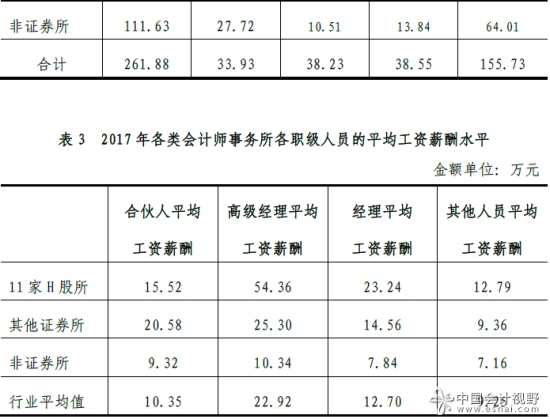 非证券所 111.63 27.72 10.51 13.84 64.01
合计 261.88 33.93 38.23 38.55 155.73
表 3 2017 年各类会计师事务所各职级人员的平均工资薪酬水平
金额单位：万元
合伙人平均 高级经理平均 经理平均 其他人员平均
工资薪酬 工资薪酬 工资薪酬 工资薪酬
11 家 H 股所 15.52 54.36 23.24 12.79
其他证券所 20.58 25.30 14.56 9.36
非证券所 9.32 10.34 7.84 7.16
行业平均值 10.35 22.92 12.70
中国会计视野
www.esnai.com